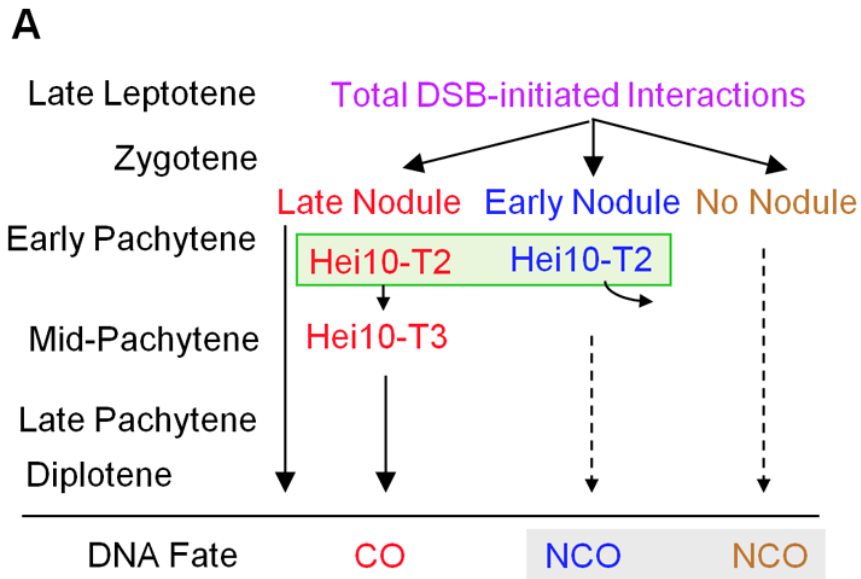 A
Late Leptotene
Total DSB-initiated Interactions
Zygotene
Late Nodule
Early Nodule
No Nodule
Early Pachytene
Hei10-T2
Hei10-T2
Mid-Pachytene
Hei10-T3
Late Pachytene
Diplotene
DNA Fate
CO
NCO
NCO